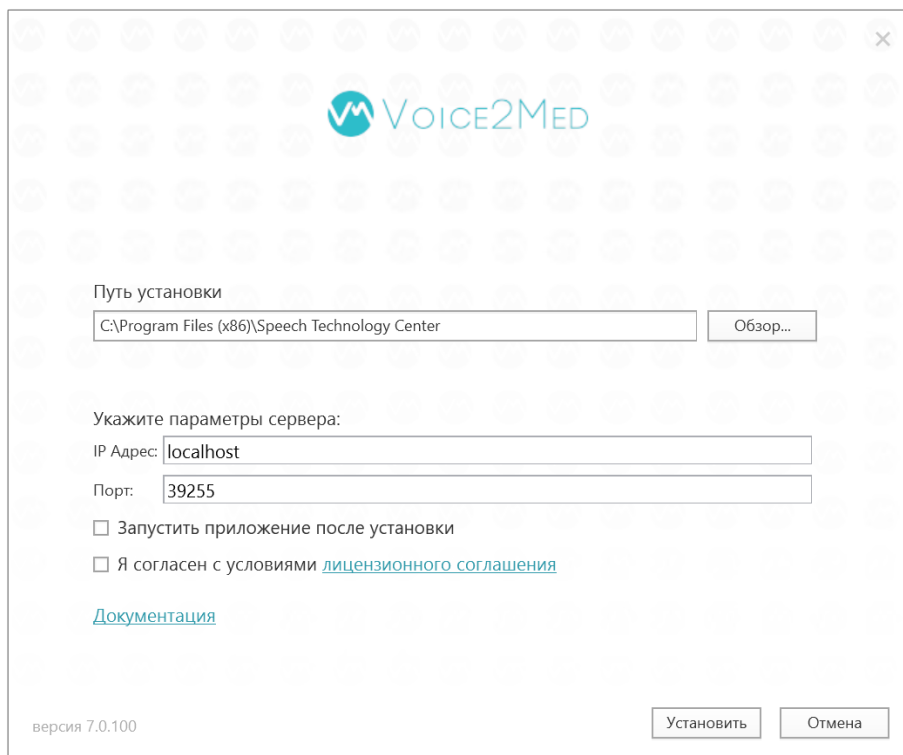 VOICE2MED
Путь установки
C:\Program Files (x86)\Speech Technology Center
Обзор...
Укажите параметры сервера:
IP Адрес: localhost
Порт: 39255
Запустить приложение после установки
Я согласен с условиями лицензионного соглашения
Документация
версия 7.0.100
Установить Отмена